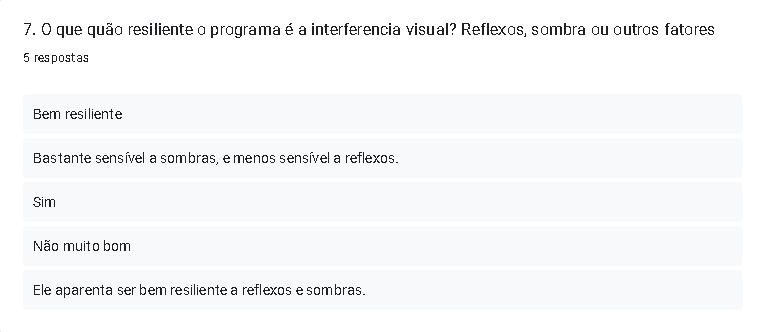 7. O que quão resiliente o programa é a interferencia visual? Reflexos, sombra ou outros fatores
5 respostas
Bem resiliente
Bastante sensível a sombras, e menos sensível a reflexos.
Sim
Não muito bom
Ele aparenta ser bem resiliente a reflexos e sombras.